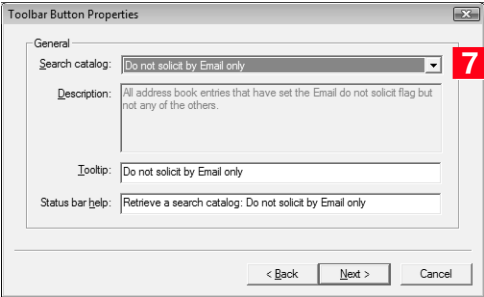 Toolbar Button Properties
General
Search catalog: Do not solicit by Email only
7
Description: All address book entries that have set the Email do not solicit flag but
not any of the others.
Tooltip: Do not solicit by Email only
Status bar help: Retrieve a search catalog: Do not solicit by Email only
< Back Next > Cancel